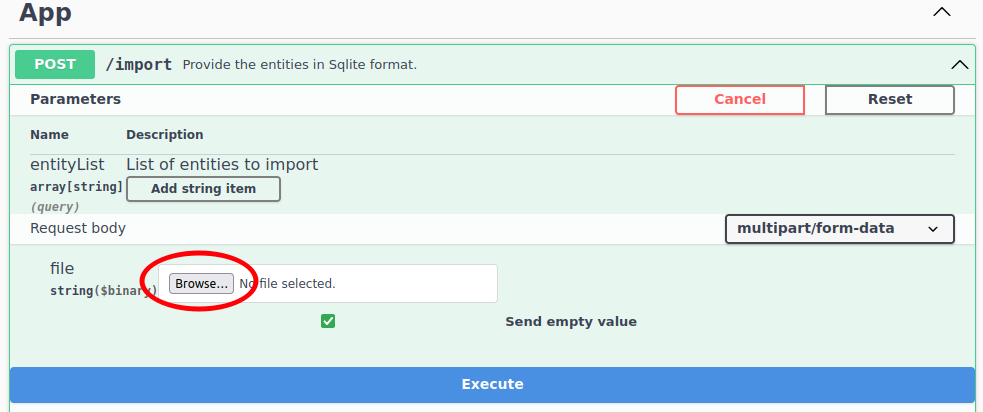 App
POST /import Provide the entities in Sqlite format.
Parameters Cancel Reset
Name Description
entityList List of entities to import
array[string] Add string item
(query)
Request body multipart/form-data
file
string($binary) Browse... No file selected.
Send empty value
Execute